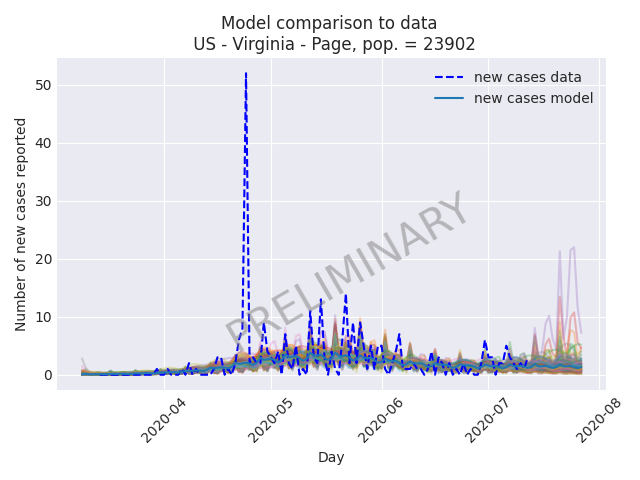 Model comparison to data
US - Virginia - Page, pop. = 23902
new cases data
new cases model
PRELIMINARY
Number of new cases reported
50
40
30
20
10
0
2020-04
2020-05
2020-06
2020-07
2020-08
Day